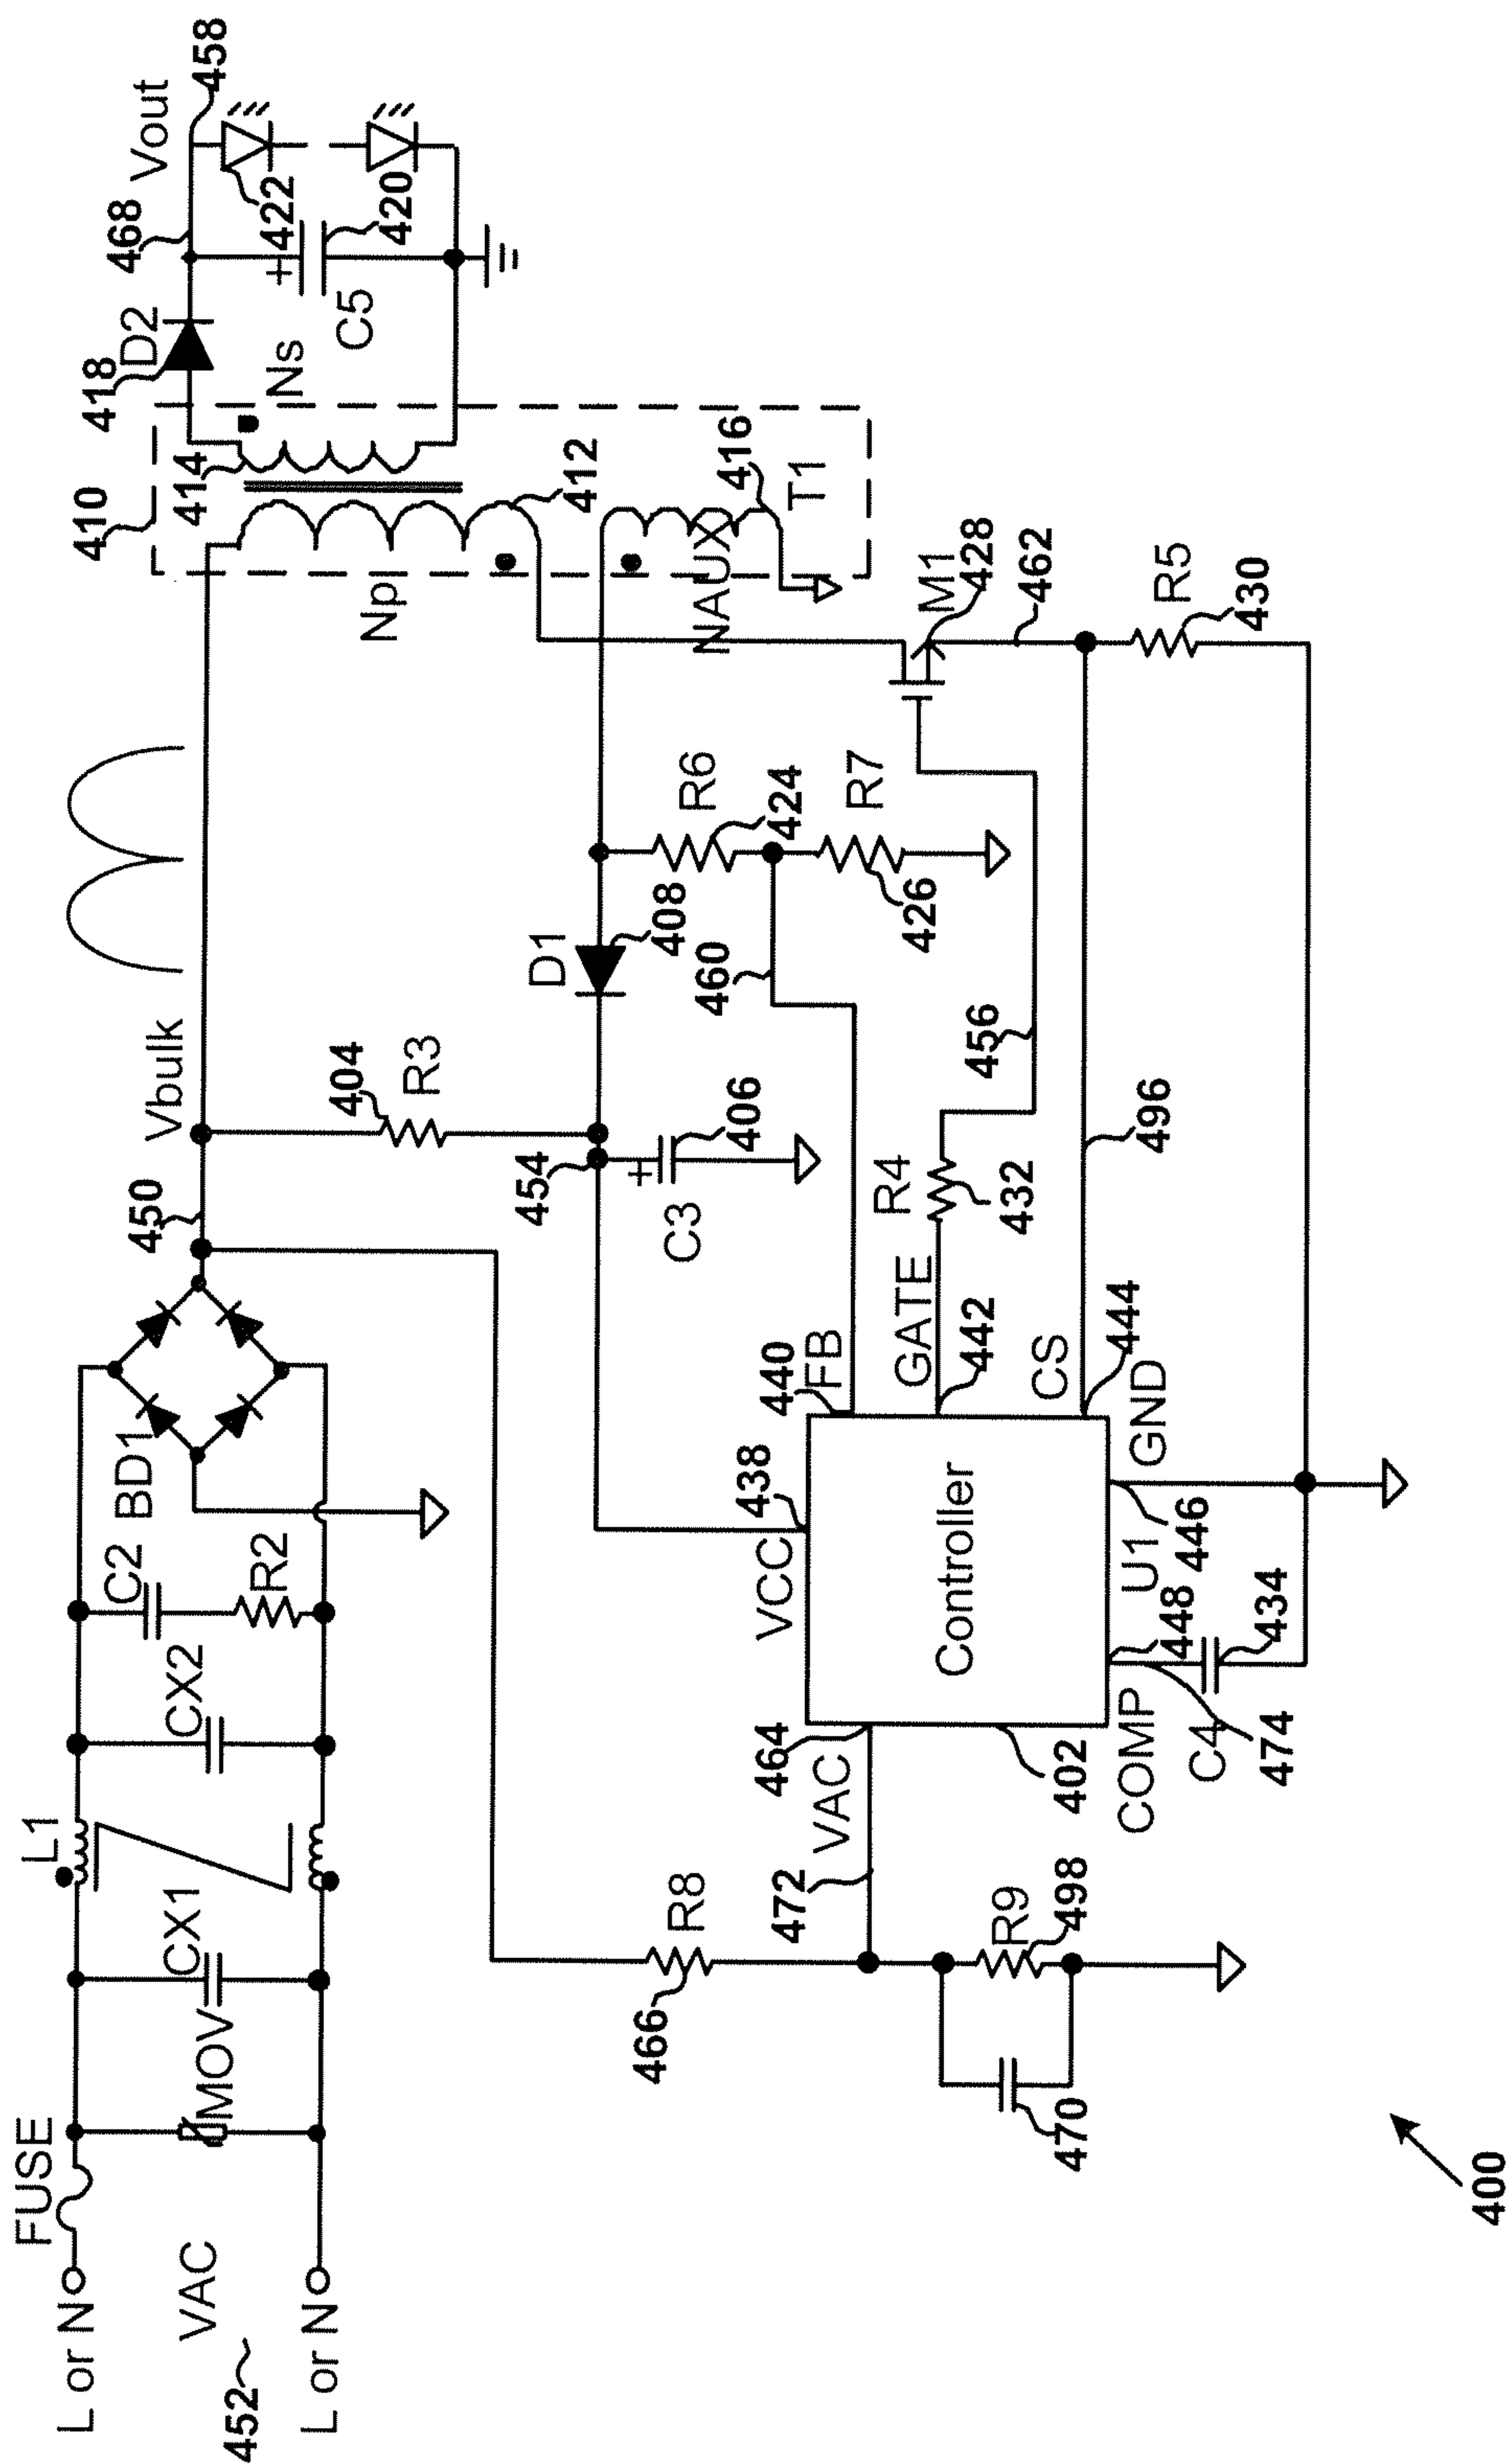 FUSE
L or N
VAC
452
L or N
MOV
CX1
L1
CX2
C2
R2
BD1
450
Vbulk
410
Np
412
414
Ns
418
D2
468
Vout
458
422
420
C5
416
T1
NAUX
404
R3
454
C3
406
D1
408
R6
424
R7
426
460
M1
428
462
R5
430
456
R4
432
496
466
R8
472
R9
498
470
VAC
464
402
Controller
VCC
438
440
FB
GATE
442
CS
444
GND
446
U1
448
COMP
C4
434
474
400